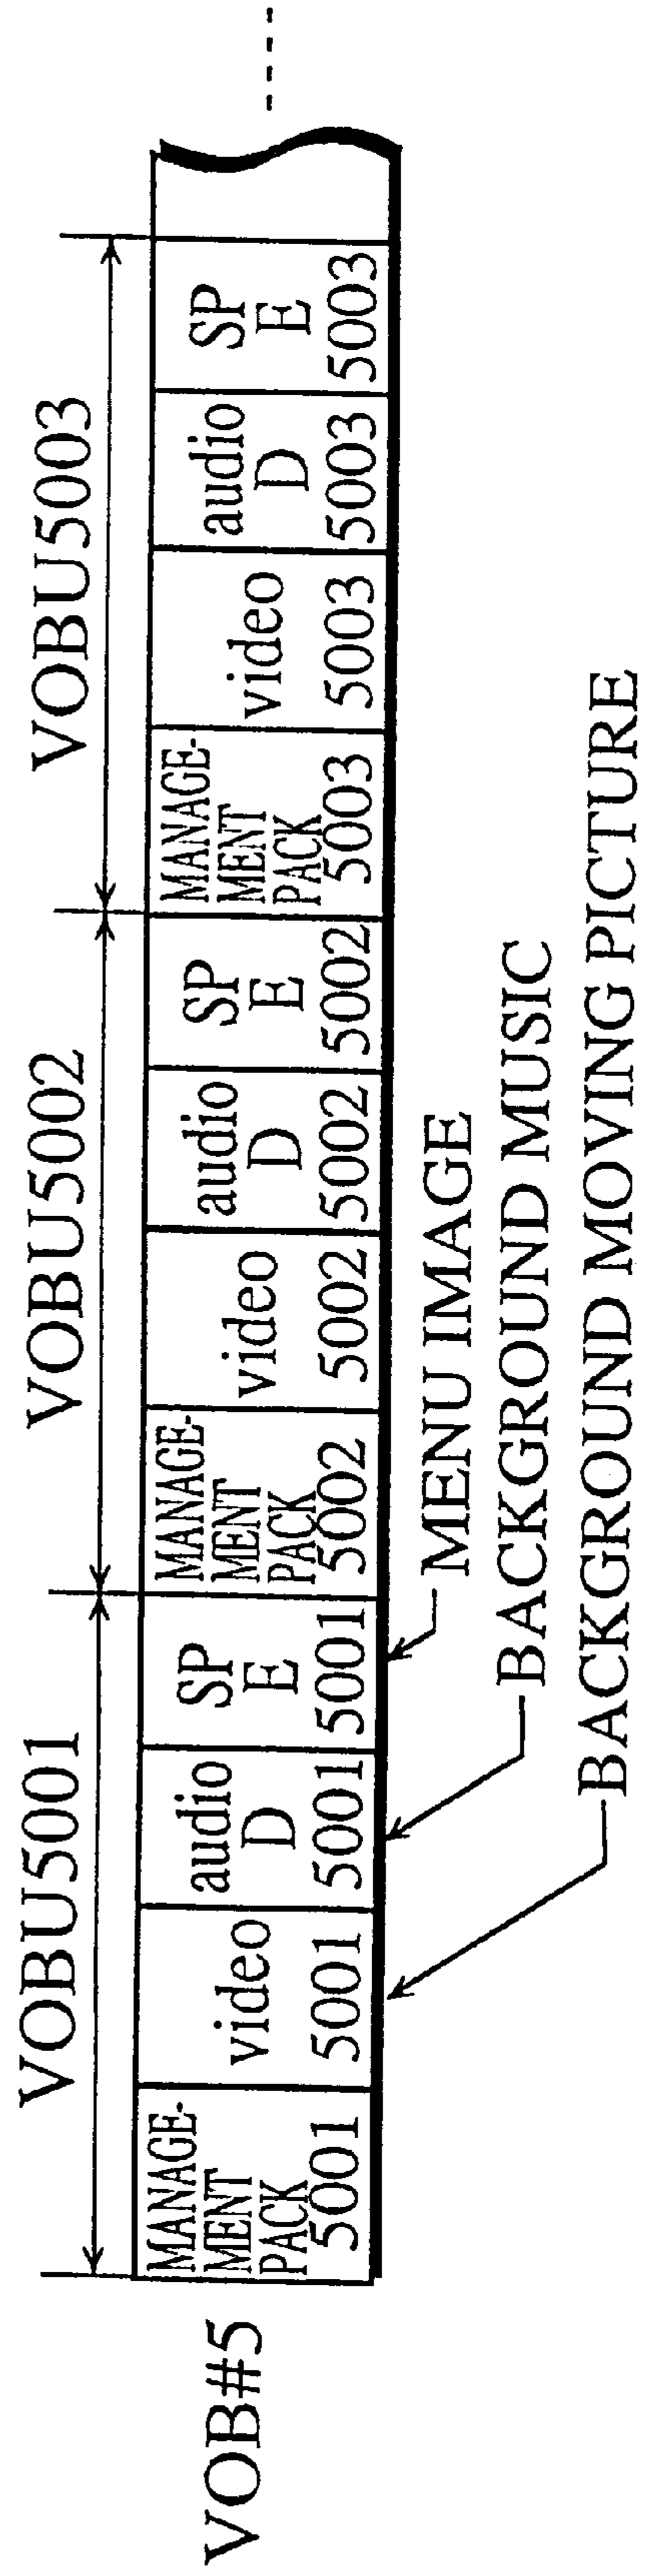 VOBU5001
VOBU5002
VOBU5003
VOB#5
MANAGE-
MENT
PACK
5001
video
5001
audio
D
5001
SP
E
5001
MANAGE-
MENT
PACK
5002
video
5002
audio
D
5002
SP
E
5002
MANAGE-
MENT
PACK
5003
video
5003
audio
D
5003
SP
E
5003
MENU IMAGE
BACKGROUND MUSIC
BACKGROUND MOVING PICTURE